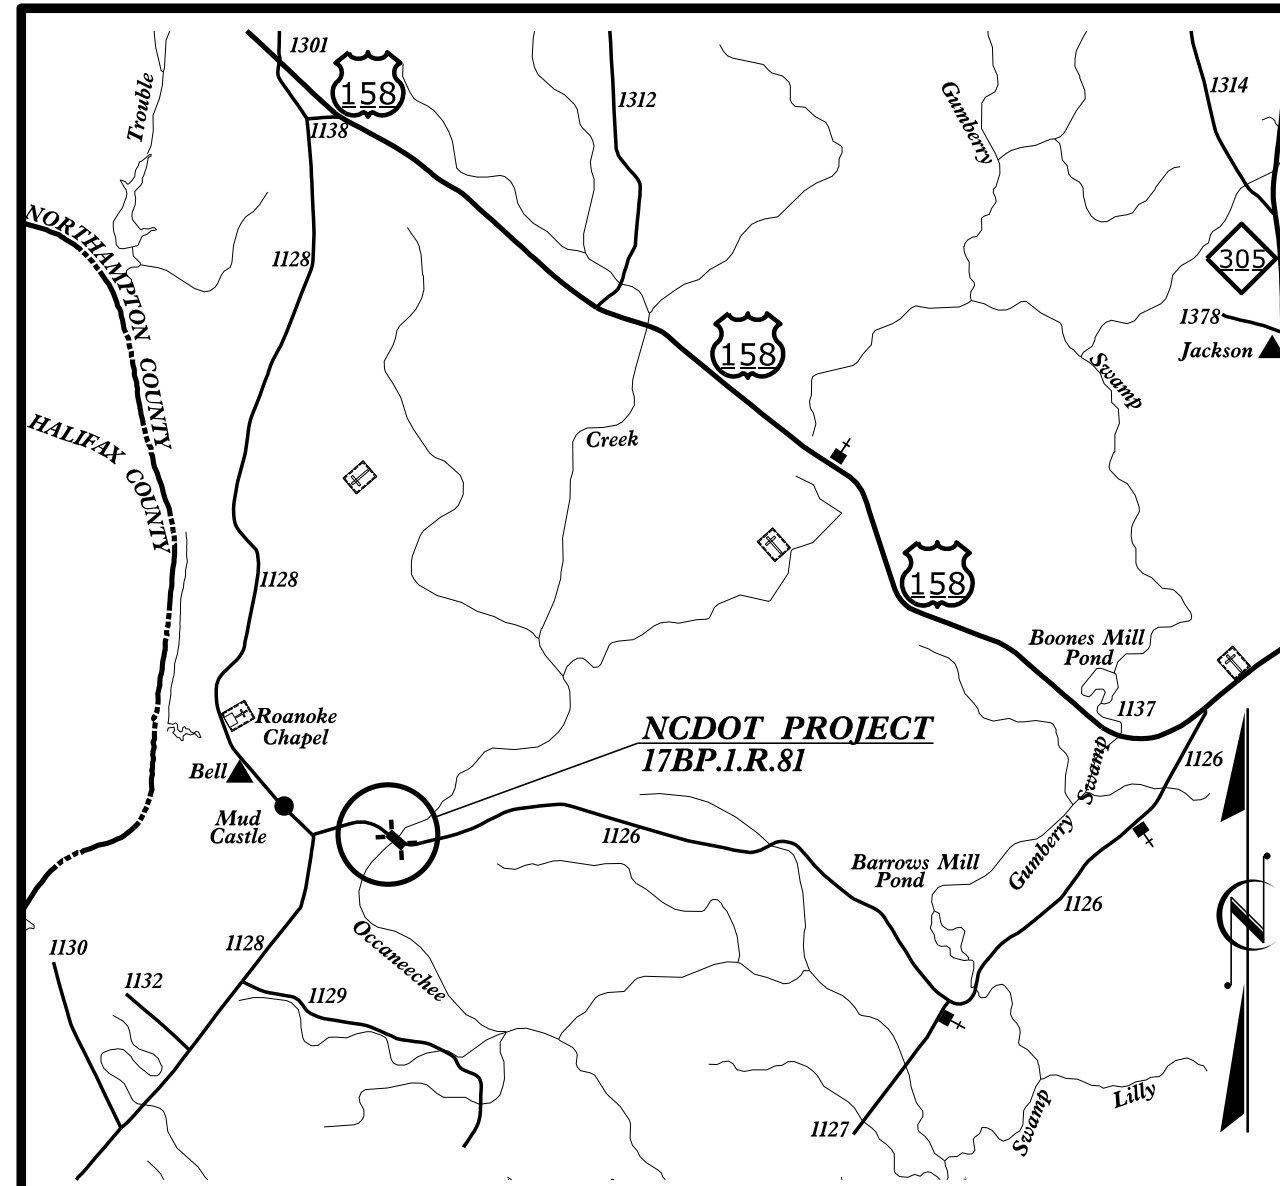 1301
158
1312
1314
Trouble
Gumberry
1138
NORTHAMPTON COUNTY
1128
305
1378
Jackson
158
Swamp
HALIFAX COUNTY
Creek
1128
158
Boones Mill
Pond
Roanoke
Chapel
1137
NCDOT PROJECT
17BP.1.R.81
Swamp
1126
Bell
Mud
Castle
1126
Gumberry
Barrows Mill
Pond
1126
Occaneechee
1128
1130
1132
1129
Lilly
Swamp
1127